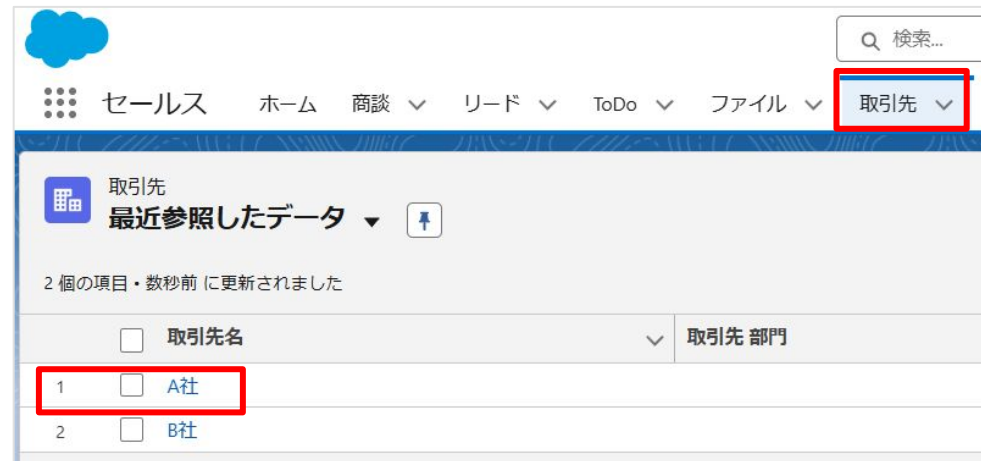 検索...
セールス ホーム 商談 リード ToDo ファイル 取引先
取引先
最近参照したデータ
2 個の項目・数秒前 に更新されました
取引先名 取引先 部門
1 A社
2 B社